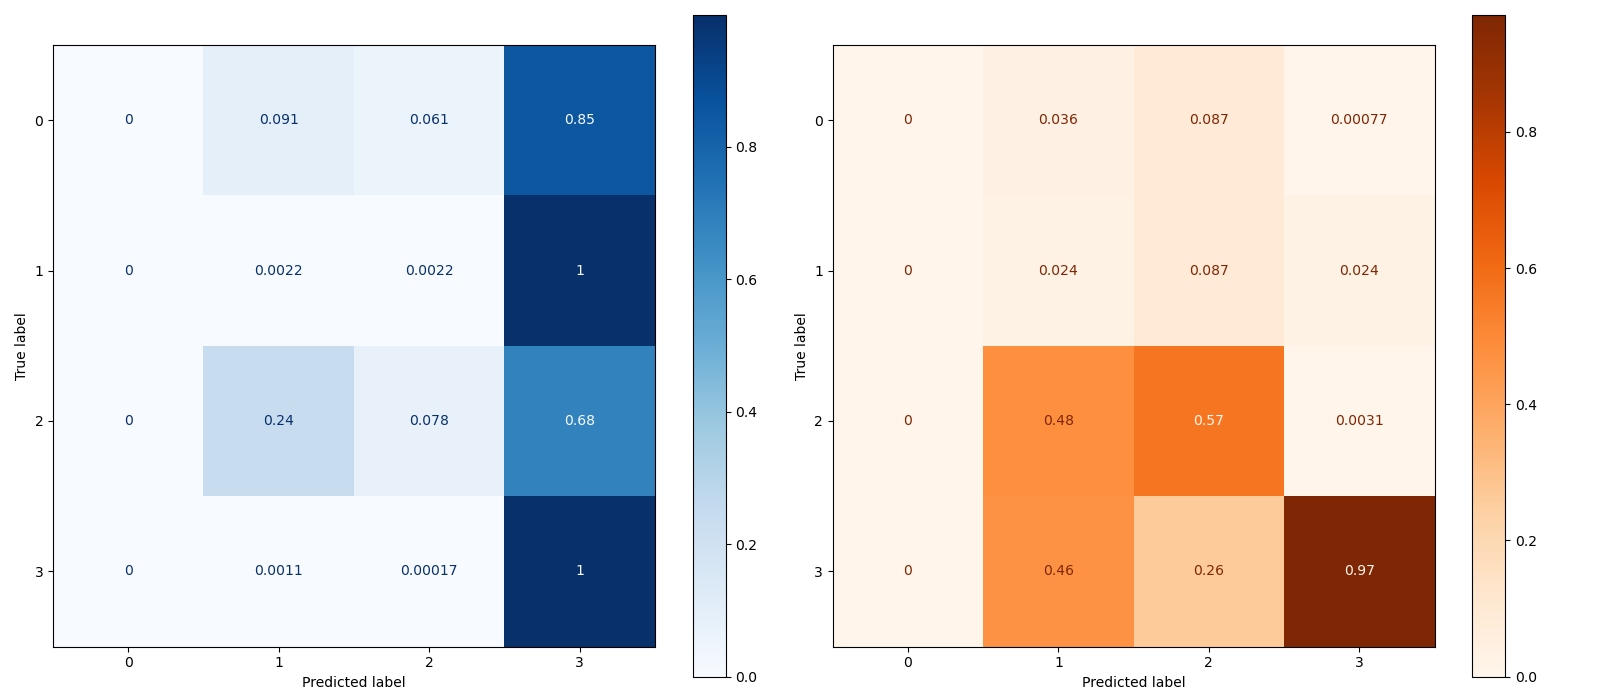 0 0 0.091 0.061 0.85
1 0 0.0022 0.0022 1
2 0 0.24 0.078 0.68
3 0 0.0011 0.00017 1
0 1 2 3
Predicted label
True label
0.8
0.6
0.4
0.2
0.0
0 0 0.036 0.087 0.00077
1 0 0.024 0.087 0.024
2 0 0.48 0.57 0.0031
3 0 0.46 0.26 0.97
0 1 2 3
Predicted label
True label
0.8
0.6
0.4
0.2
0.0